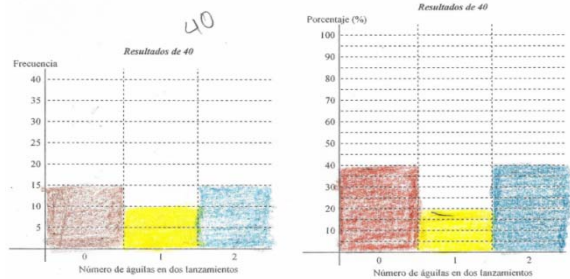 40
Resultados de 40
Frecuencia
40
35
30
25
20
15
10
5
0 1 2
Número de águilas en dos lanzamientos
Resultados de 40
Porcentaje (%)
100
90
80
70
60
50
40
30
20
10
0 1 2
Número de águilas en dos lanzamientos